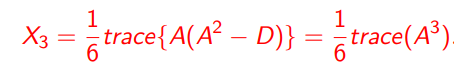 X₃ = 1/6 trace{A(A² − D)} = 1/6 trace(A³).